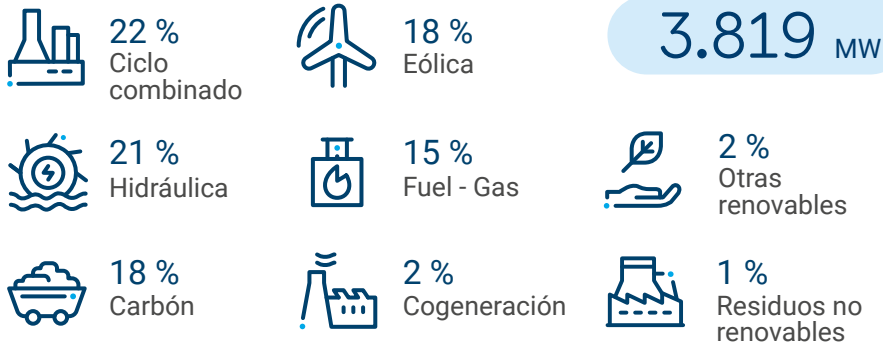 22 %
Ciclo
combinado
18 %
Eólica
3.819 MW
21 %
Hidráulica
15 %
Fuel - Gas
2 %
Otras
renovables
18 %
Carbón
2 %
Cogeneración
1 %
Residuos no
renovables